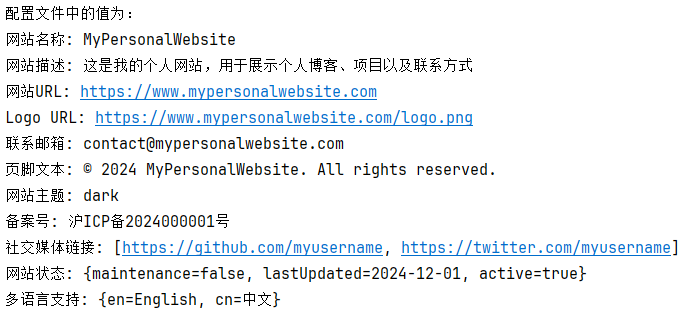 配置文件中的值为：
网站名称: MyPersonalWebsite
网站描述: 这是我的个人网站，用于展示个人博客、项目以及联系方式
网站URL: https://www.mypersonalwebsite.com
Logo URL: https://www.mypersonalwebsite.com/logo.png
联系邮箱: contact@mypersonalwebsite.com
页脚文本: © 2024 MyPersonalWebsite. All rights reserved.
网站主题: dark
备案号: 沪ICP备2024000001号
社交媒体链接: [https://github.com/myusername, https://twitter.com/myusername]
网站状态: {maintenance=false, lastUpdated=2024-12-01, active=true}
多语言支持: {en=English, cn=中文}